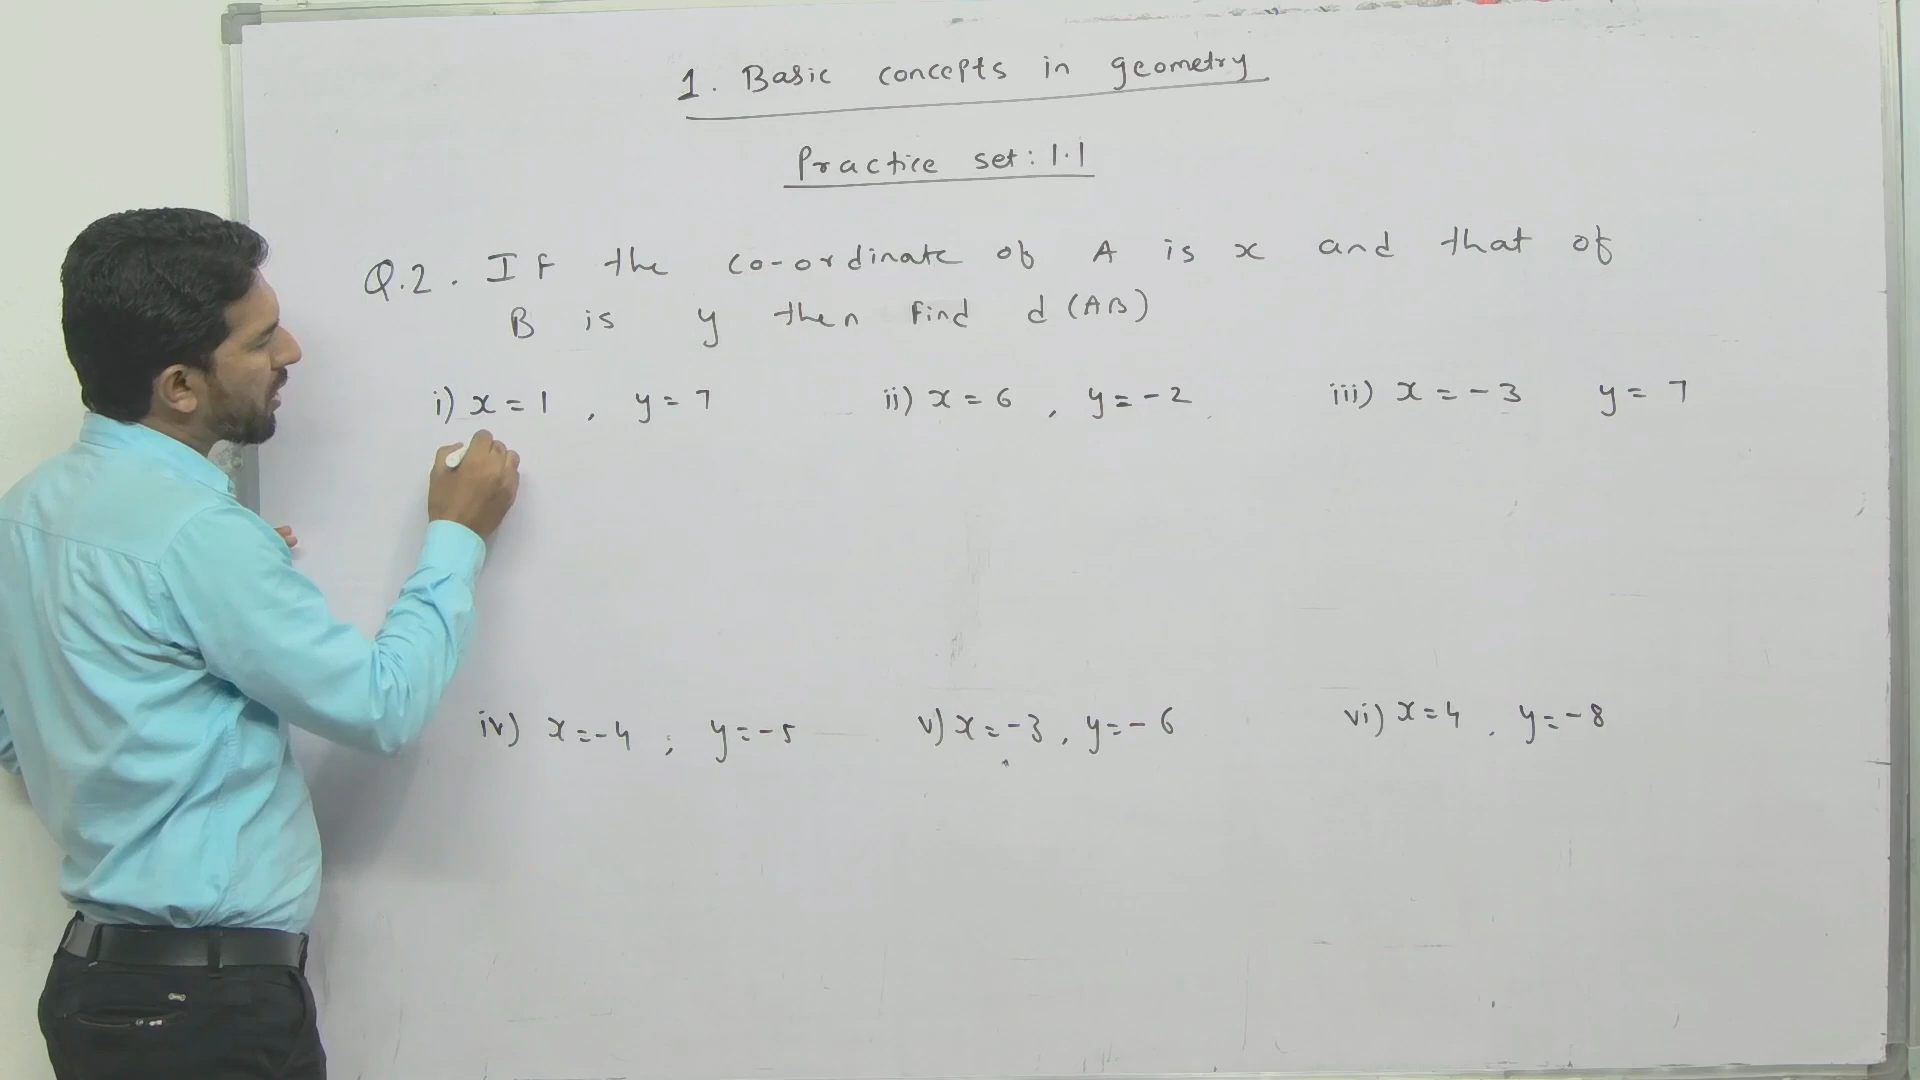 1. Basic concepts in geometry
Practice set: 1.1
Q.2. If the co-ordinate of A is x and that of
B is y then find d (AB)
i) x = 1 , y = 7 ii) x = 6 , y = -2 iii) x = -3 y = 7
iv) x = -4 ; y = -5 v) x = -3 , y = -6 vi) x = 4 , y = -8